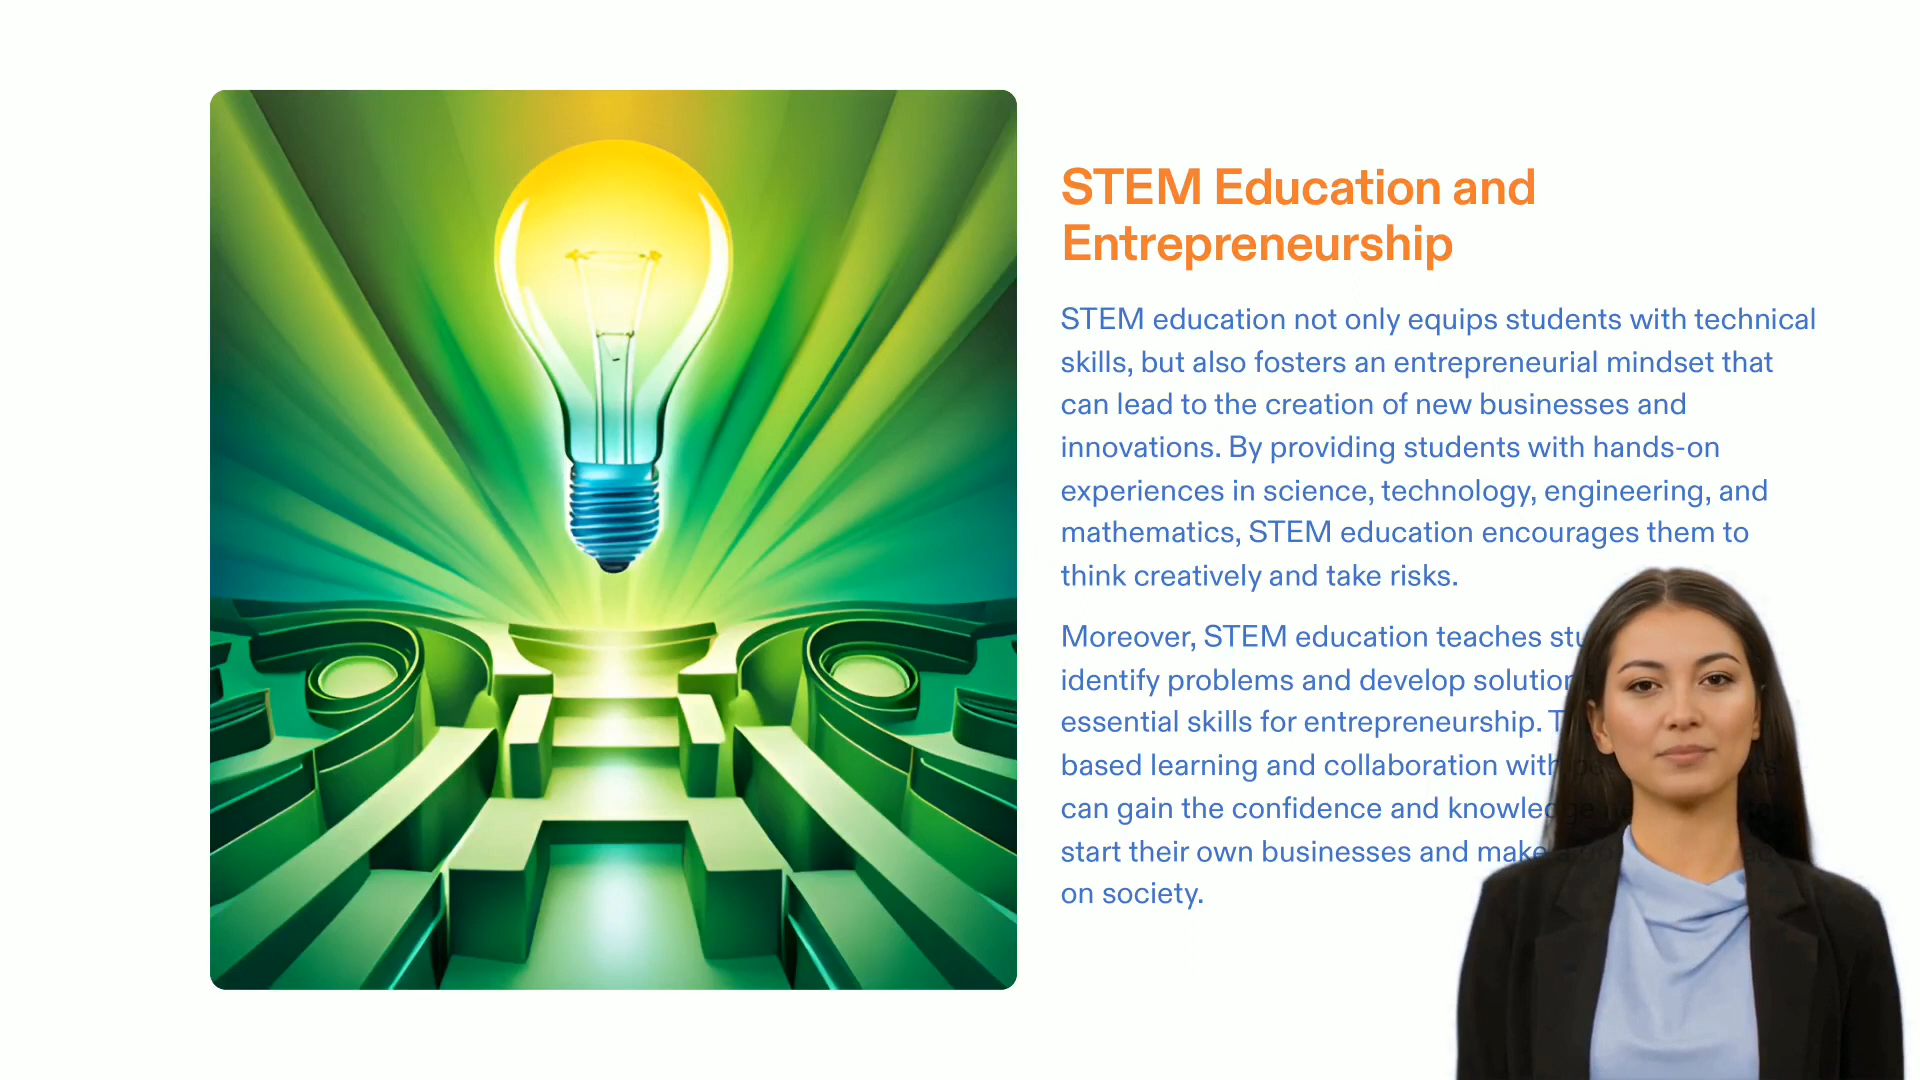 STEM Education and
Entrepreneurship
STEM education not only equips students with technical
skills, but also fosters an entrepreneurial mindset that
can lead to the creation of new businesses and
innovations. By providing students with hands-on
experiences in science, technology, engineering, and
mathematics, STEM education encourages them to
think creatively and take risks.
Moreover, STEM education teaches
identify problems and develop
essential skills for entrepreneurship.
based learning and collaboration with
can gain the confidence and knowledge
start their own businesses and make a
on society.